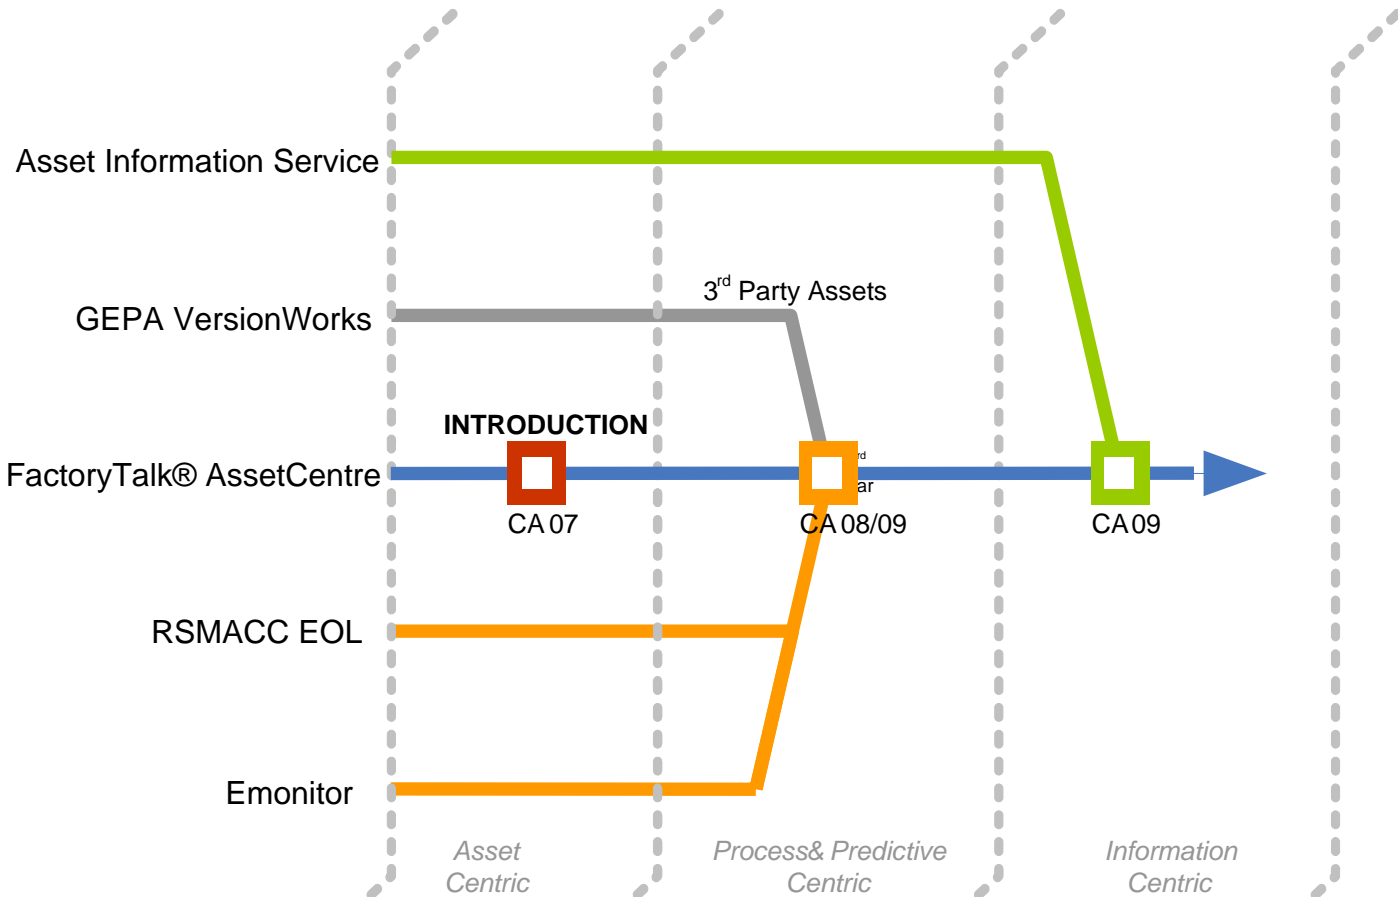 Asset Information Service
3rd Party Assets
GEPA VersionWorks
INTRODUCTION
FactoryTalk® AssetCentre
CA 07
CA 08/09
CA 09
RSMACC EOL
Emonitor
Asset
Centric
Process& Predictive
Centric
Information
Centric